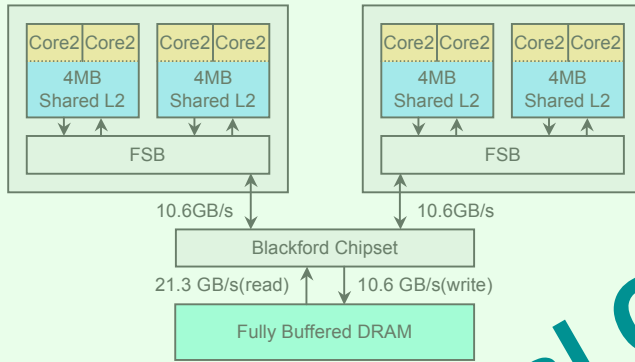 Core2 Core2 Core2 Core2 Core2 Core2 Core2 Core2
4MB 4MB 4MB 4MB
Shared L2 Shared L2 Shared L2 Shared L2
FSB FSB
10.6GB/s 10.6GB/s
Blackford Chipset
21.3 GB/s(read) 10.6 GB/s(write)
Fully Buffered DRAM